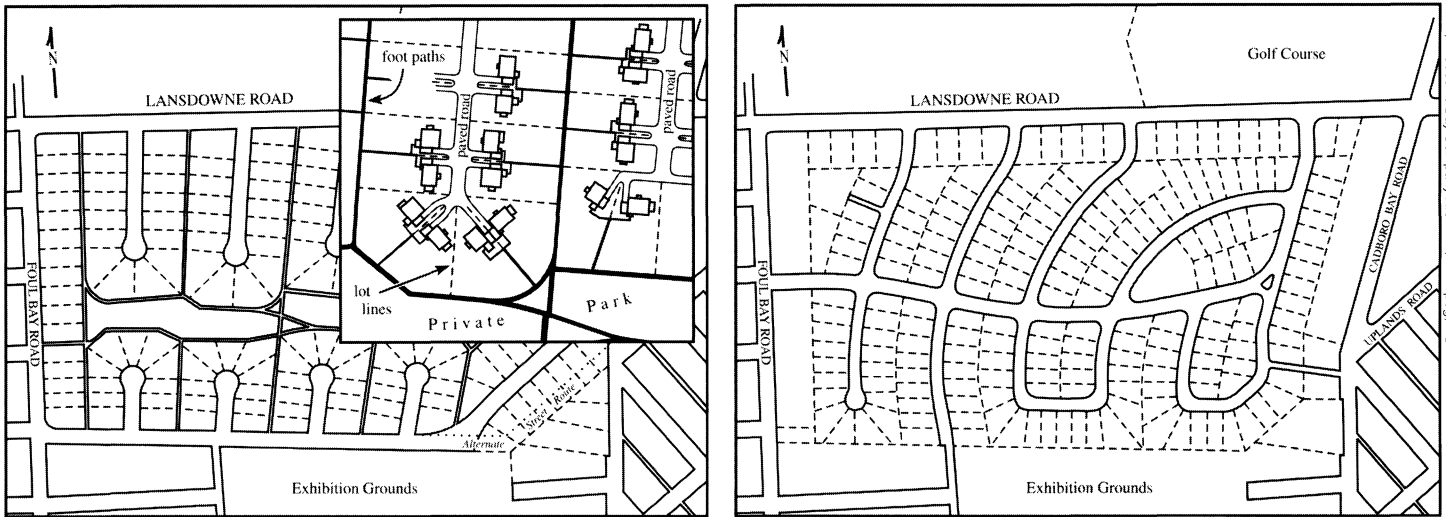 N
LANSDOWNE ROAD
FOUL BAY ROAD
foot paths
paved road
paved road
lot
lines
Private
Park
Alternate
Street Route
Exhibition Grounds
N
Golf Course
LANSDOWNE ROAD
FOUL BAY ROAD
CADBORO BAY ROAD
UPLANDS ROAD
Exhibition Grounds